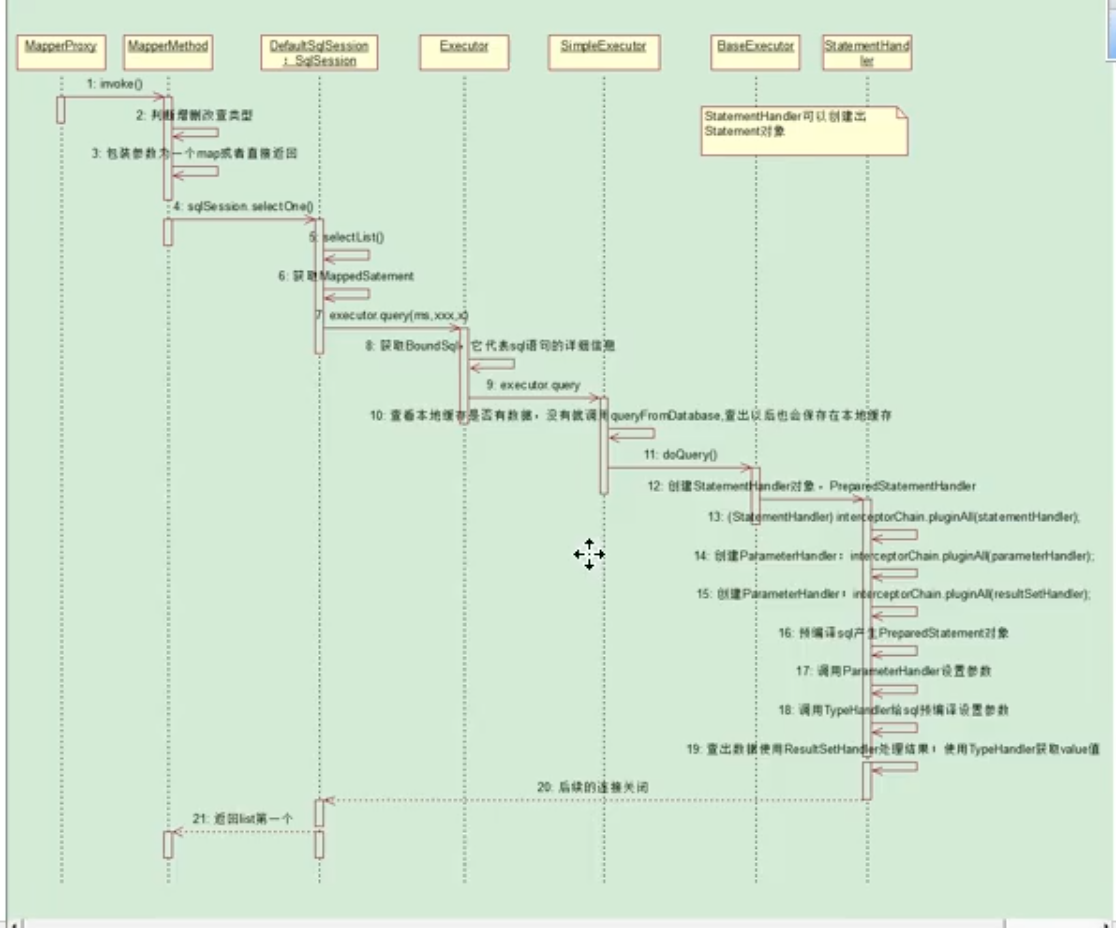 MapperProxy
MapperMethod
DefaultSqlSession
: SqlSession
Executor
SimpleExecutor
BaseExecutor
StatementHand
ler
1: invoke()
StatementHandler可以创建出
Statement对象
2: 判断增删改查类型
3: 包装参数为一个map或者直接返回
4: sqlSession.selectOne()
5: selectList()
6: 获取MappedSatement
7: executor.query(ms,xxx,x)
8: 获取BoundSql，它代表sql语句的详细信息
9: executor.query
10: 查看本地缓存是否有数据，没有就调用queryFromDatabase,查出以后也会保存在本地缓存
11: doQuery()
12: 创建StatementHandler对象，PreparedStatementHandler
13: (StatementHandler) interceptorChain.pluginAll(statementHandler);
14: 创建ParameterHandler：interceptorChain.pluginAll(parameterHandler);
15: 创建ParameterHandler：interceptorChain.pluginAll(resultSetHandler);
16: 预编译sql产生PreparedStatement对象
17: 调用ParameterHandler设置参数
18: 调用TypeHandler给sql预编译设置参数
19: 查出数据使用ResultSetHandler处理结果：使用TypeHandler获取value值
20: 后续的连接关闭
21: 返回list第一个